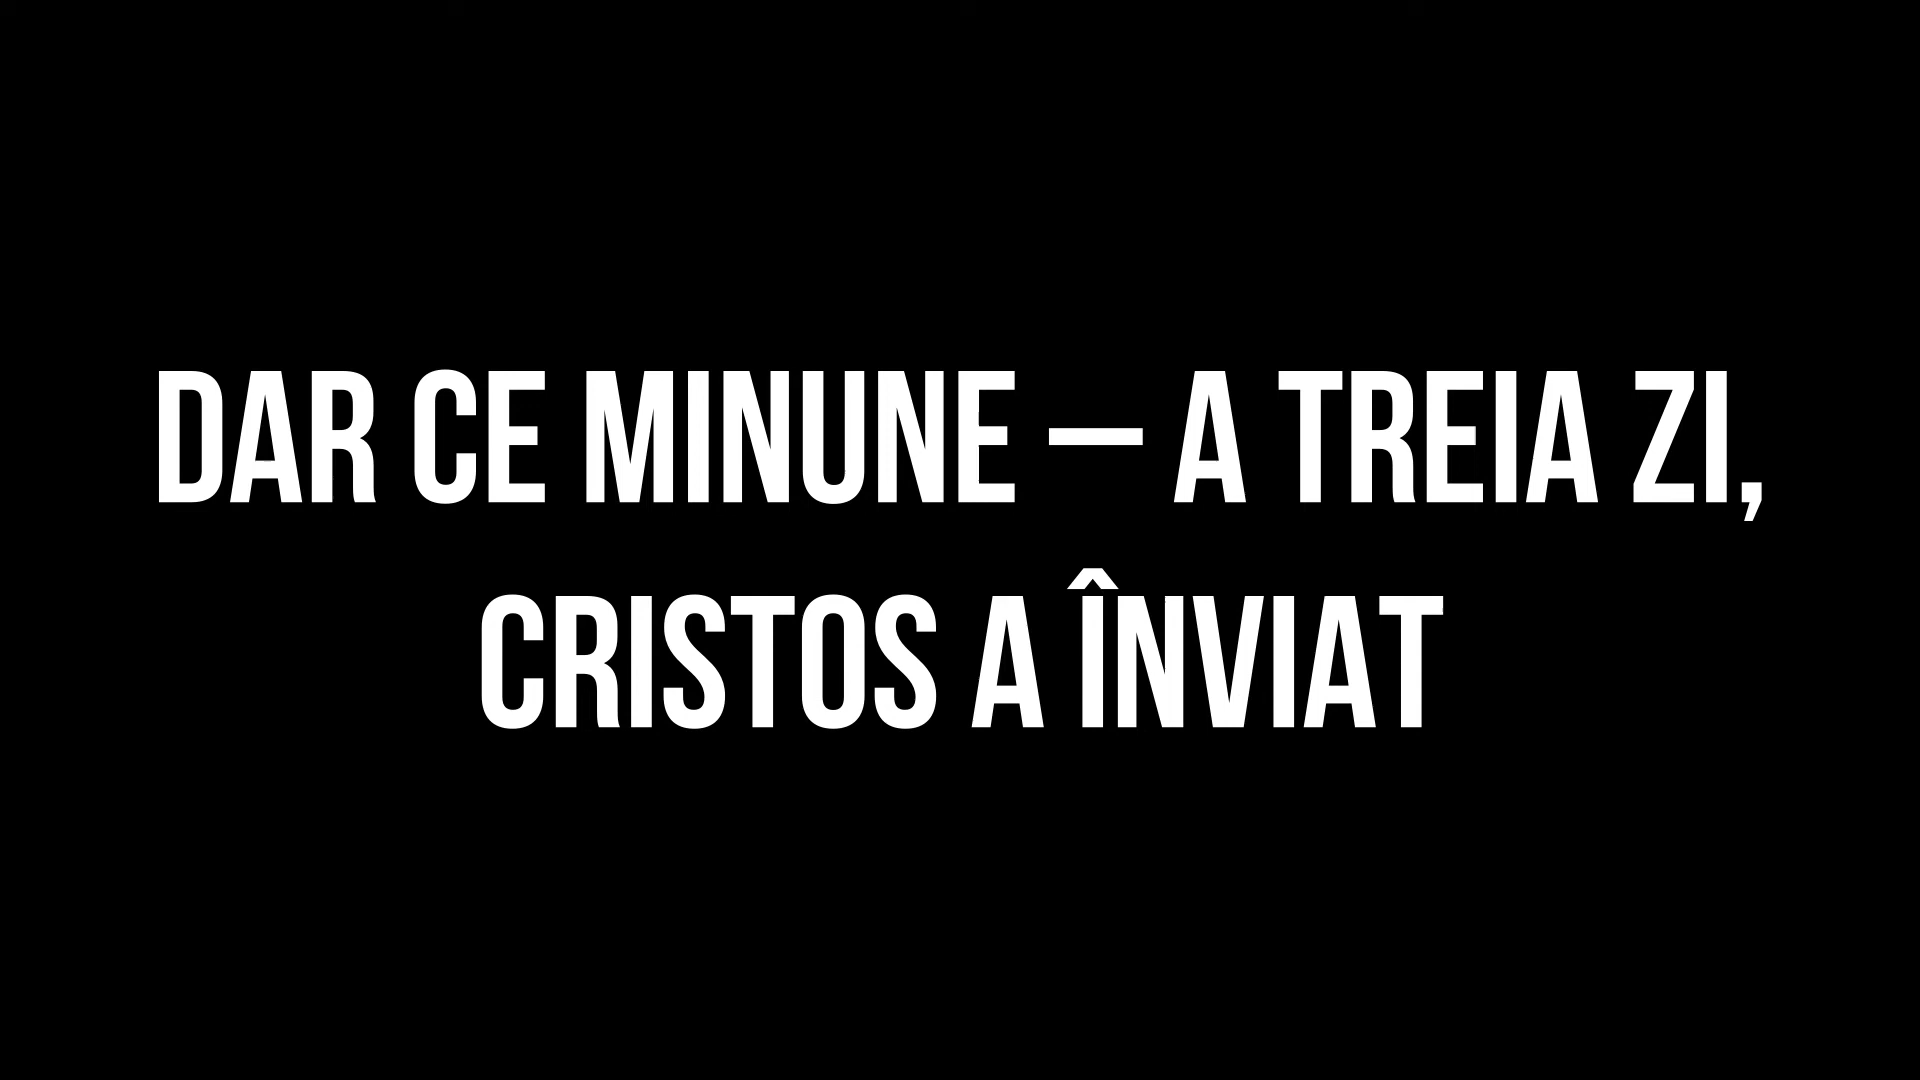 DAR CE MINUNE – A TREIA ZI,
CRISTOS A ÎNVIAT